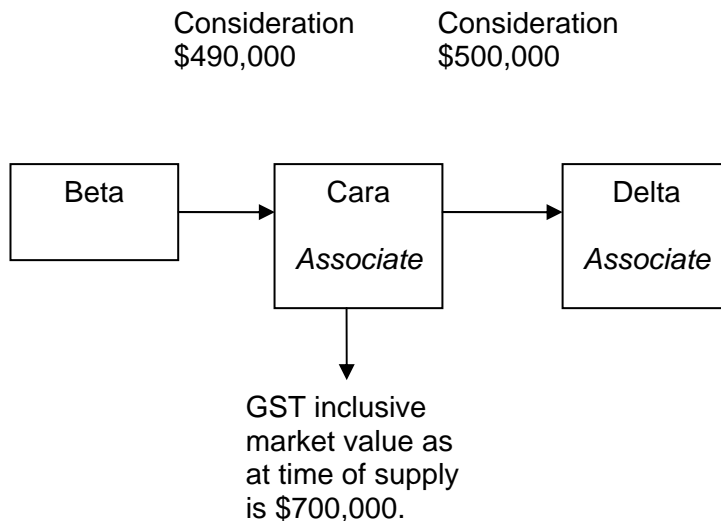 Consideration
$490,000
Consideration
$500,000
Beta
Cara
Associate
Delta
Associate
GST inclusive
market value as
at time of supply
is $700,000.